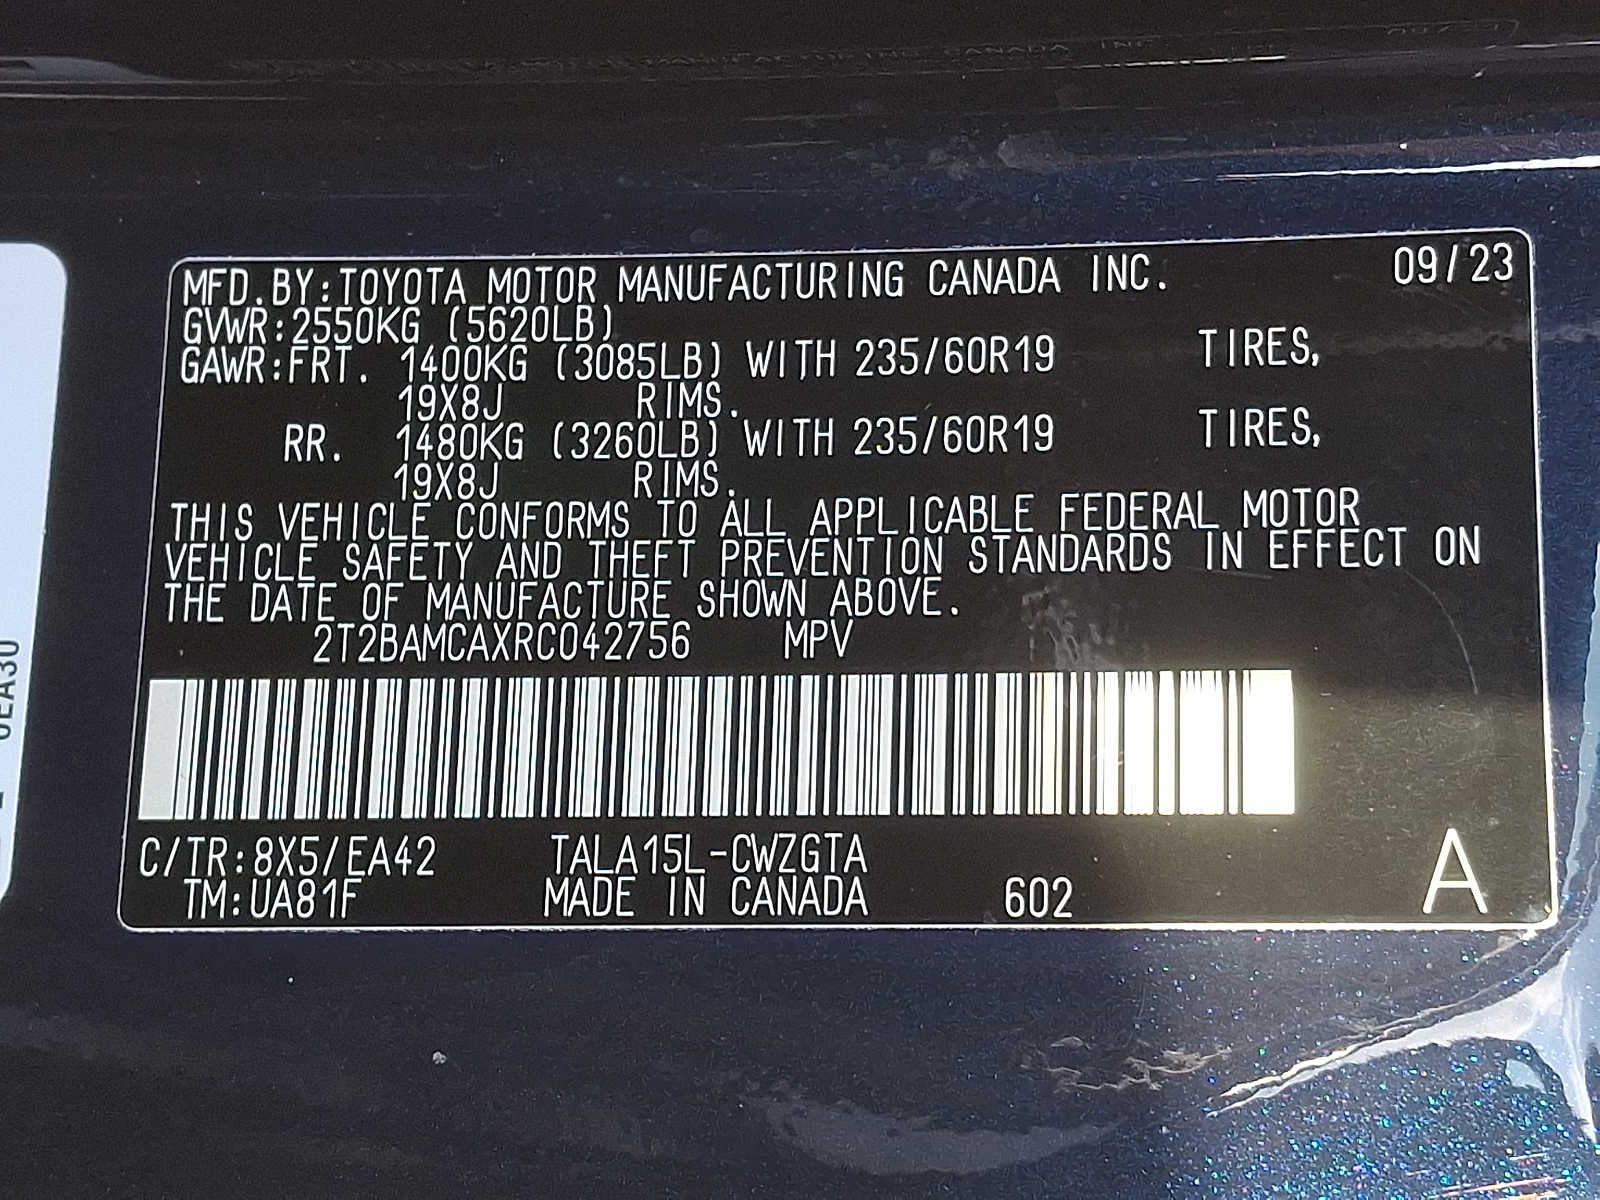 MFD.BY:TOYOTA MOTOR MANUFACTURING CANADA INC. 09/23
GVWR:2550KG (5620LB)
GAWR:FRT. 1400KG (3085LB) WITH 235/60R19 TIRES,
19X8J RIMS.
RR. 1480KG (3260LB) WITH 235/60R19 TIRES,
19X8J RIMS.
THIS VEHICLE CONFORMS TO ALL APPLICABLE FEDERAL MOTOR
VEHICLE SAFETY AND THEFT PREVENTION STANDARDS IN EFFECT ON
THE DATE OF MANUFACTURE SHOWN ABOVE.
2T2BAMCAXRC042756 MPV
C/TR:8X5/EA42 TALA15L-CWZGTA
TM:UA81F MADE IN CANADA 602 A